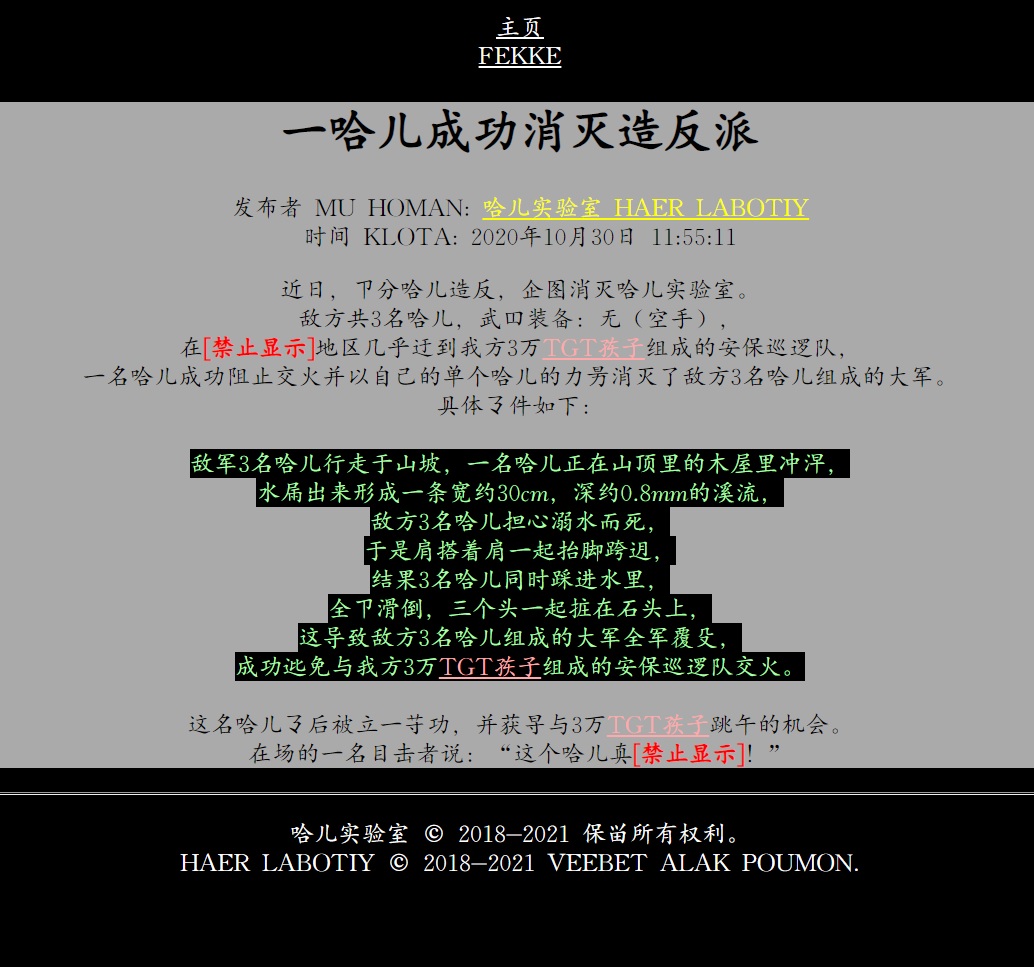 主页
FEKKE
一哈儿成功消灭造反派
发布者 MU HOMAN: 哈儿实验室 HAER LABOTIY
时间 KLOTA: 2020年10月30日 11:55:11
近日，卩分哈儿造反，企图消灭哈儿实验室。
敌方共3名哈儿，武口装备：无（空手），
在[禁止显示]地区几乎迂到我方3万TGT孩子组成的安保巡逻队，
一名哈儿成功阻止交火并以自己的单个哈儿的力消灭了敌方3名哈儿组成的大军。
具体件如下：
敌军3名哈儿行走于山坡，一名哈儿正在山顶里的木屋里冲，
水出来形成一条宽约30cm，深约0.8mm的溪流，
敌方3名哈儿担心溺水而死，
于是肩搭着肩一起抬脚跨，
结果3名哈儿同时踩进水里，
全卩滑倒，三个头一起在石头上，
这导致敌方3名哈儿组成的大军全军覆，
成功免与我方3万TGT孩子组成的安保巡逻队交火。
这名哈儿后被立一功，并获与3万TGT孩子跳午的机会。
在场的一名目击者说：“这个哈儿真[禁止显示]！”
哈儿实验室 © 2018–2021 保留所有权利。
HAER LABOTIY © 2018–2021 VEEBET ALAK POUMON.